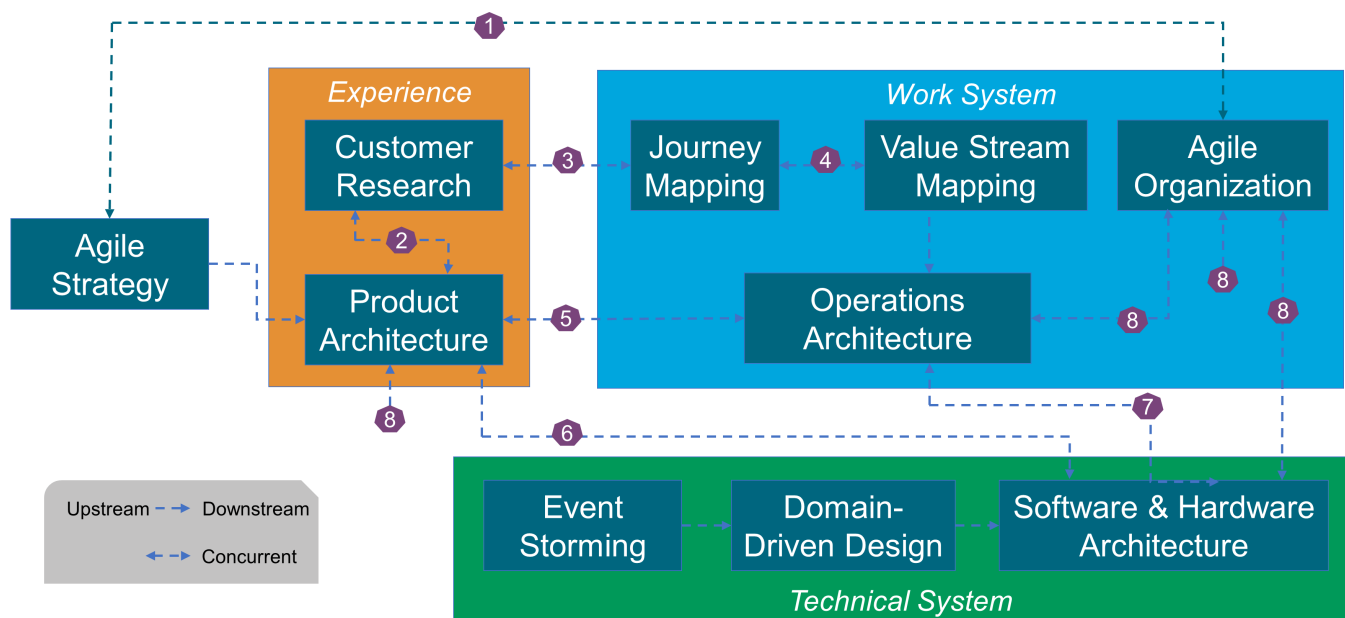 1
Experience
Work System
Customer
Research
3
Journey
Mapping
4
Value Stream
Mapping
Agile
Organization
Agile
Strategy
2
Product
Architecture
5
Operations
Architecture
8
8
8
8
6
7
Upstream
Downstream
Concurrent
Event
Storming
Domain-
Driven Design
Software & Hardware
Architecture
Technical System